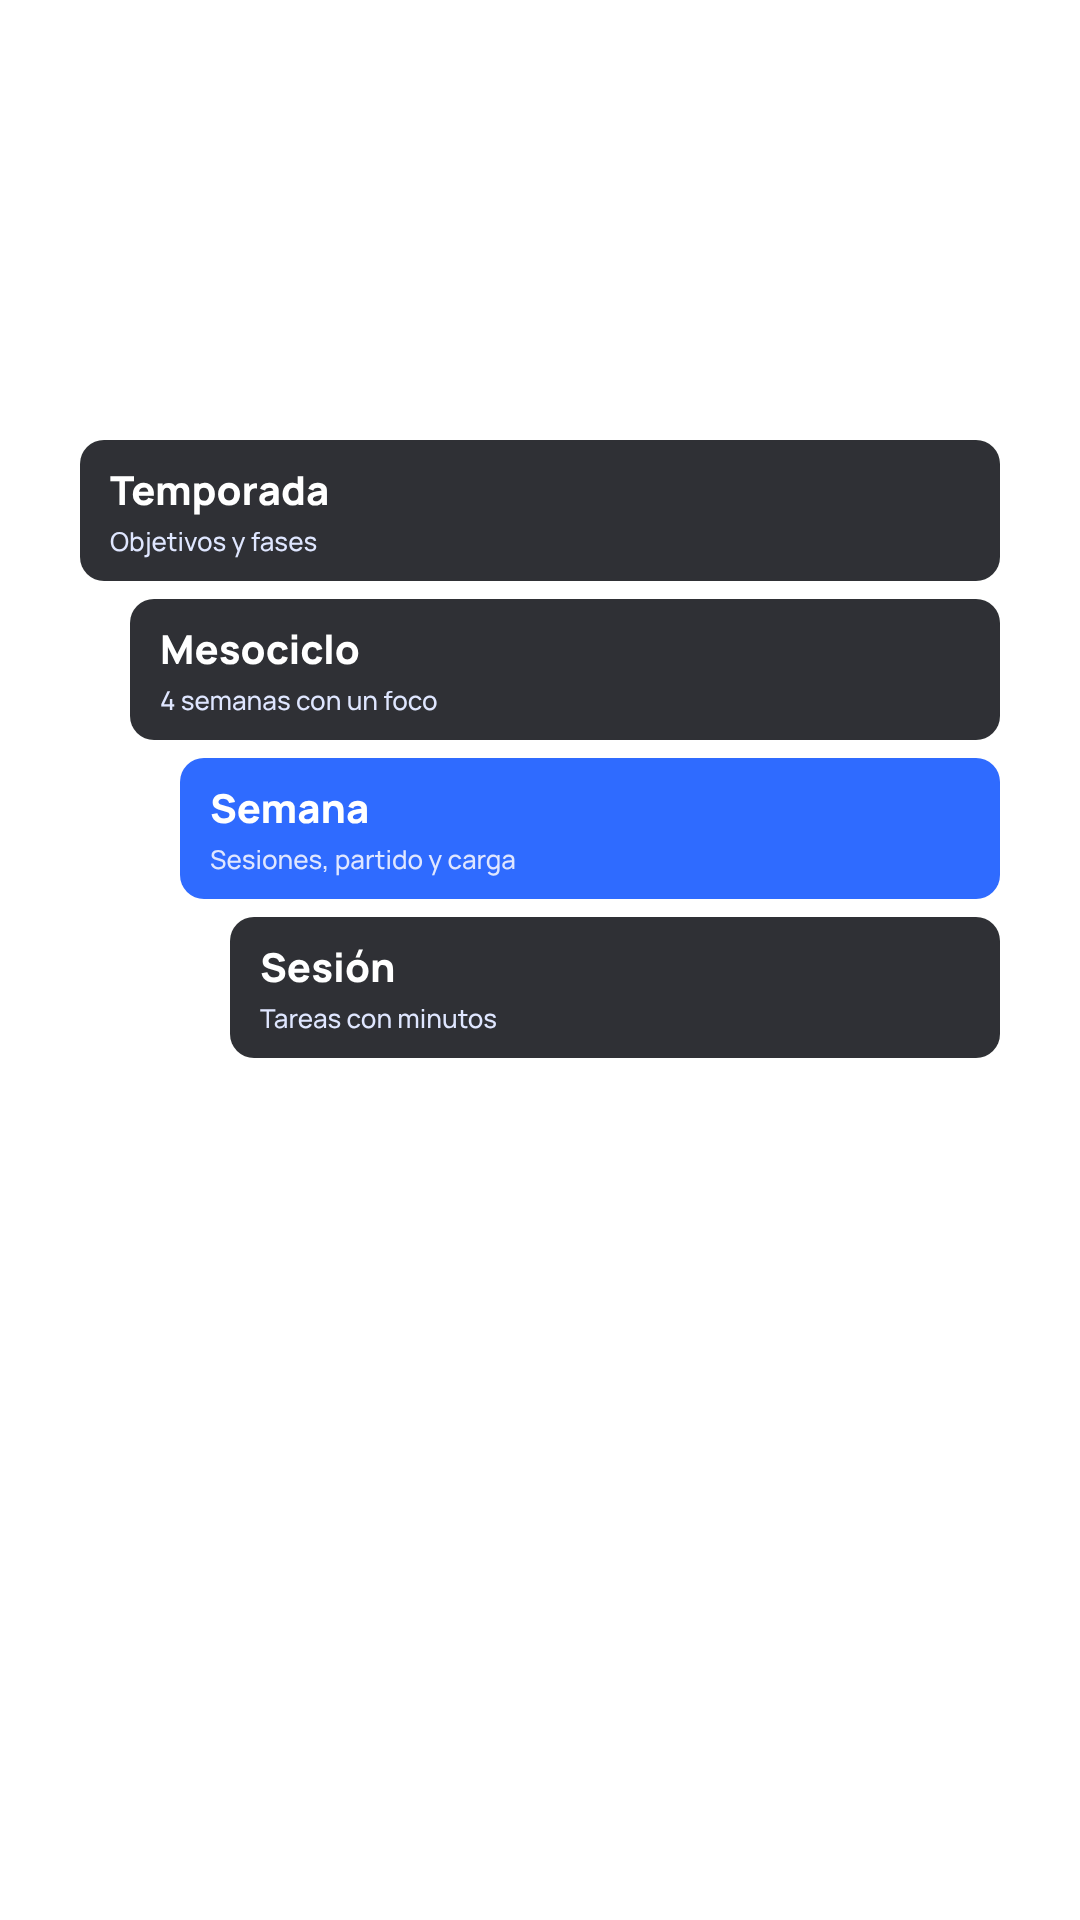 Temporada
Objetivos y fases
Mesociclo
4 semanas con un foco
Semana
Sesiones, partido y carga
Sesión
Tareas con minutos